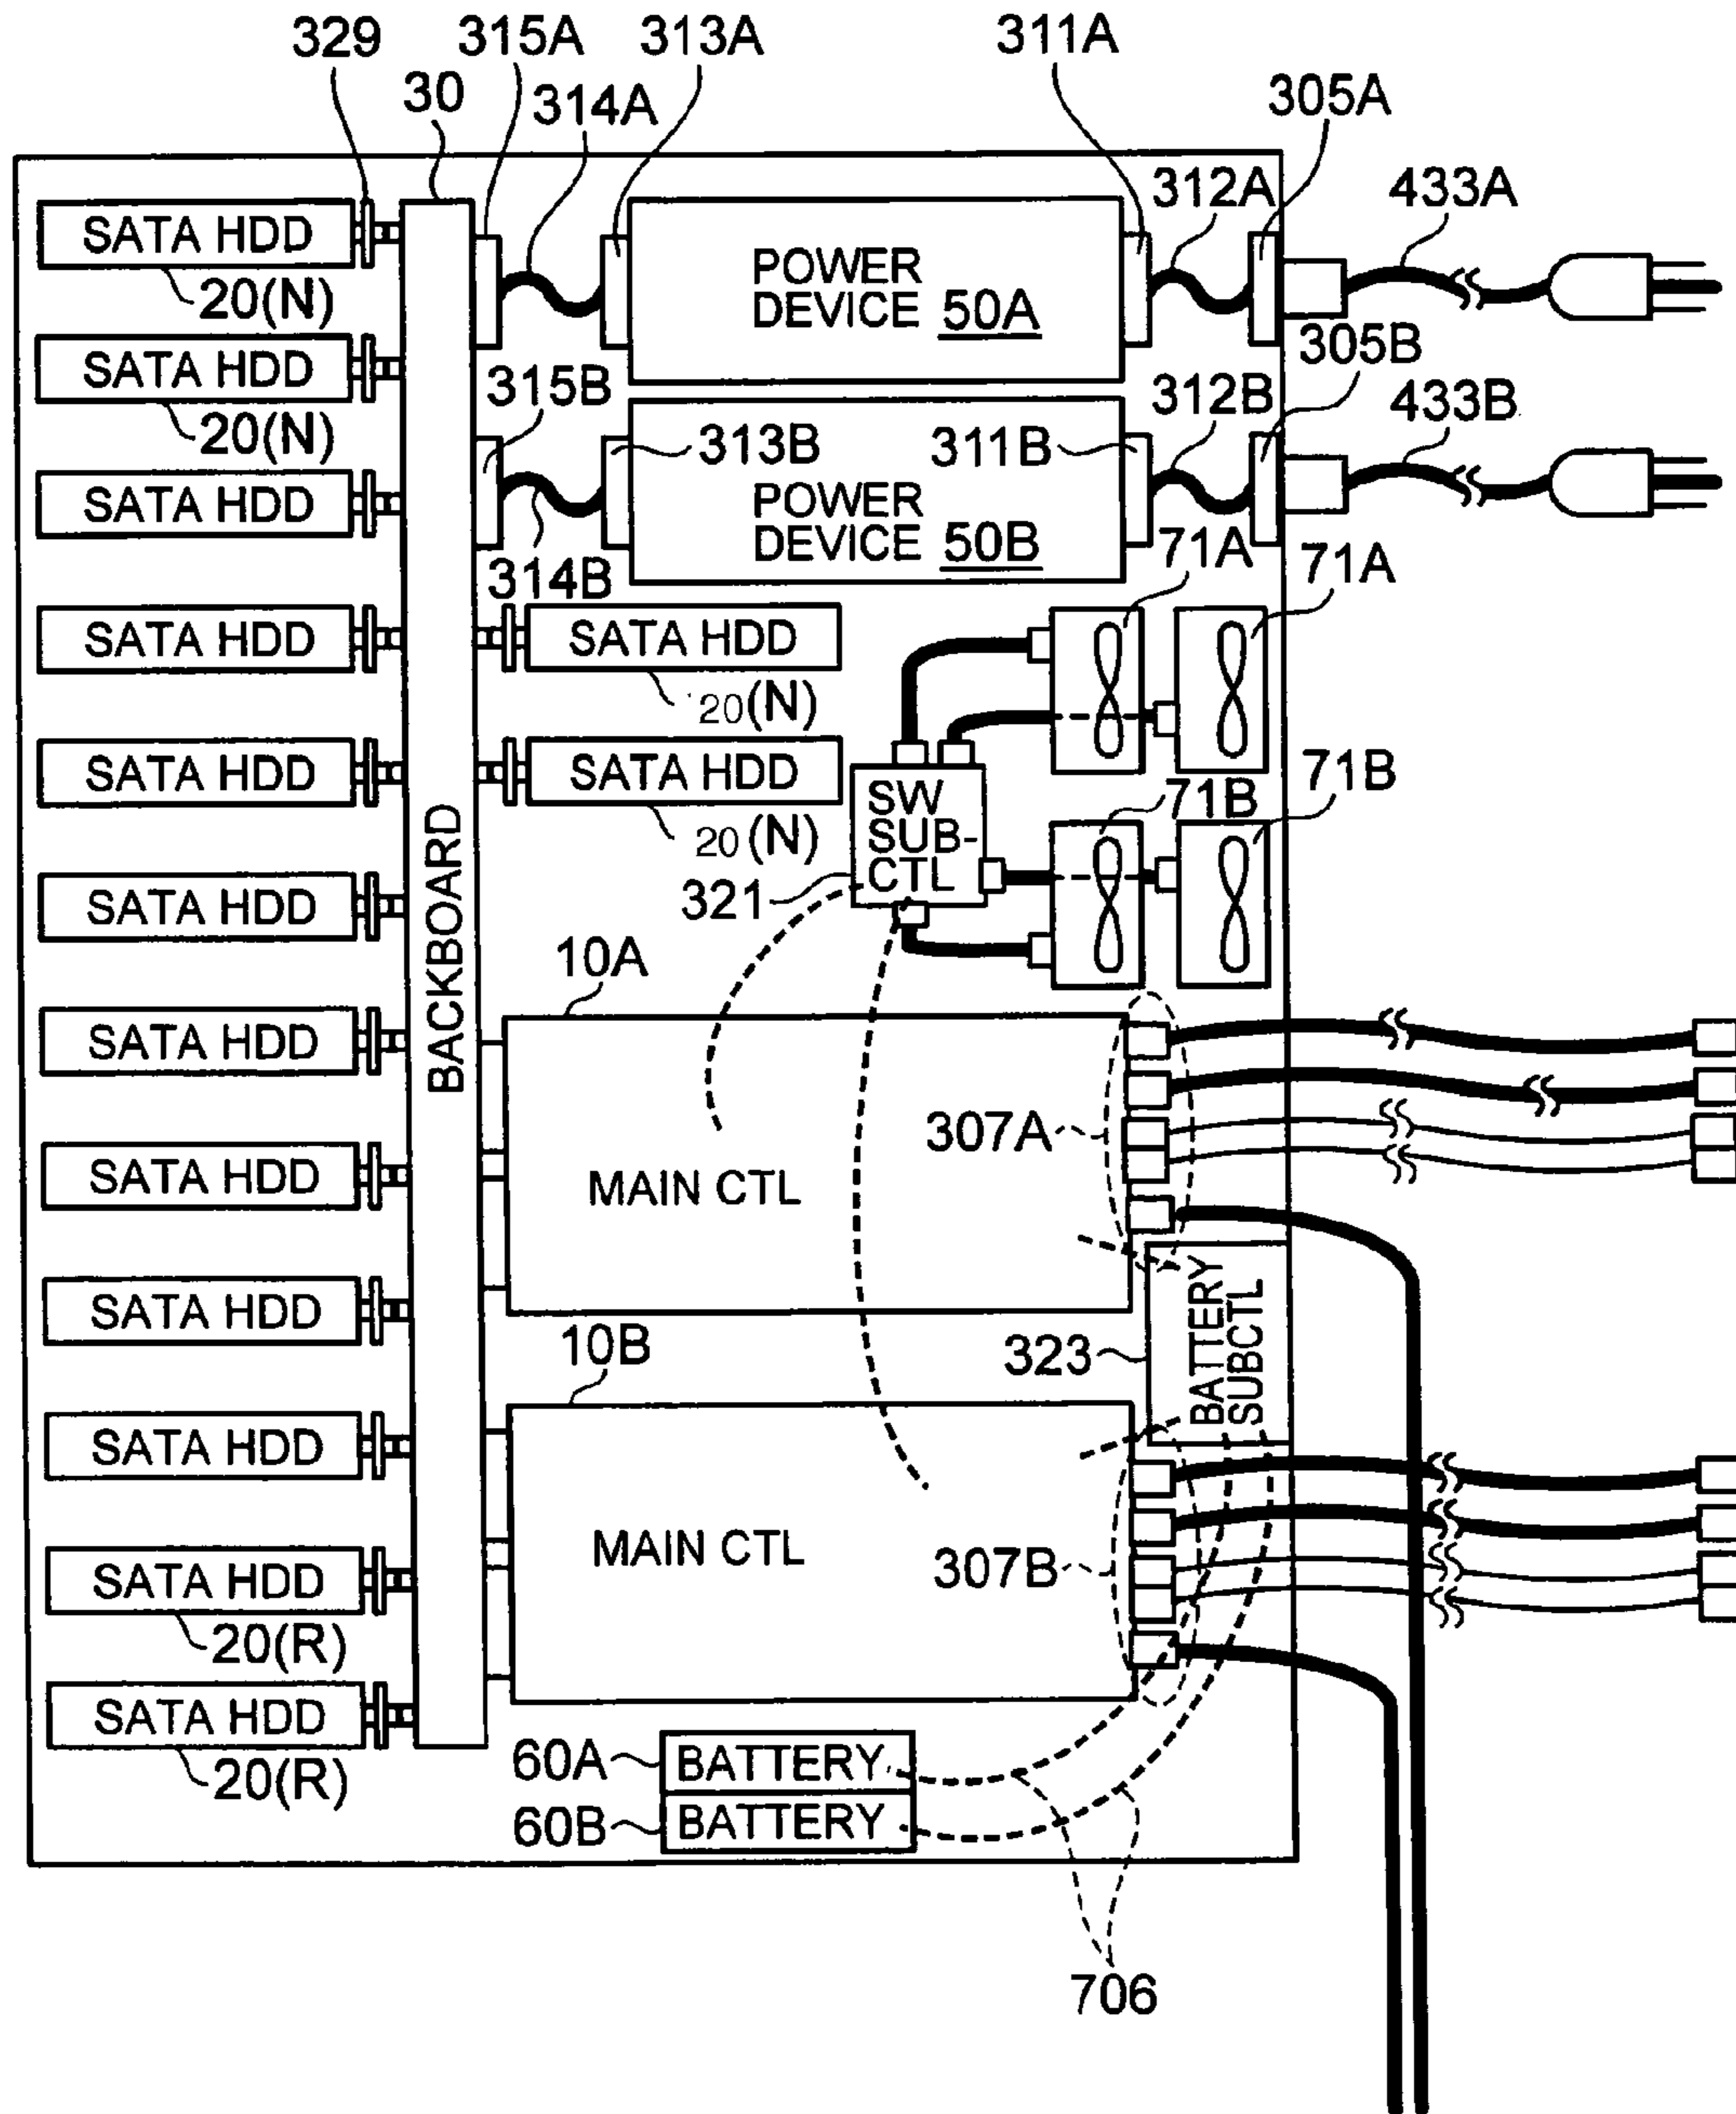 329
315A
313A
311A
30
314A
305A
312A
433A
SATA HDD
20(N)
POWER
DEVICE 50A
SATA HDD
20(N)
305B
315B
312B
433B
SATA HDD
313B
311B
POWER
DEVICE 50B
314B
71A
71A
SATA HDD
SATA HDD
20(N)
SATA HDD
SATA HDD
20(N)
BACKBOARD
SW
SUB-
CTL
321
71B
71B
SATA HDD
10A
SATA HDD
307A
SATA HDD
MAIN CTL
SATA HDD
10B
323
BATTERY
SUBCTL
SATA HDD
MAIN CTL
307B
SATA HDD
20(R)
SATA HDD
20(R)
60A
BATTERY
60B
BATTERY
706